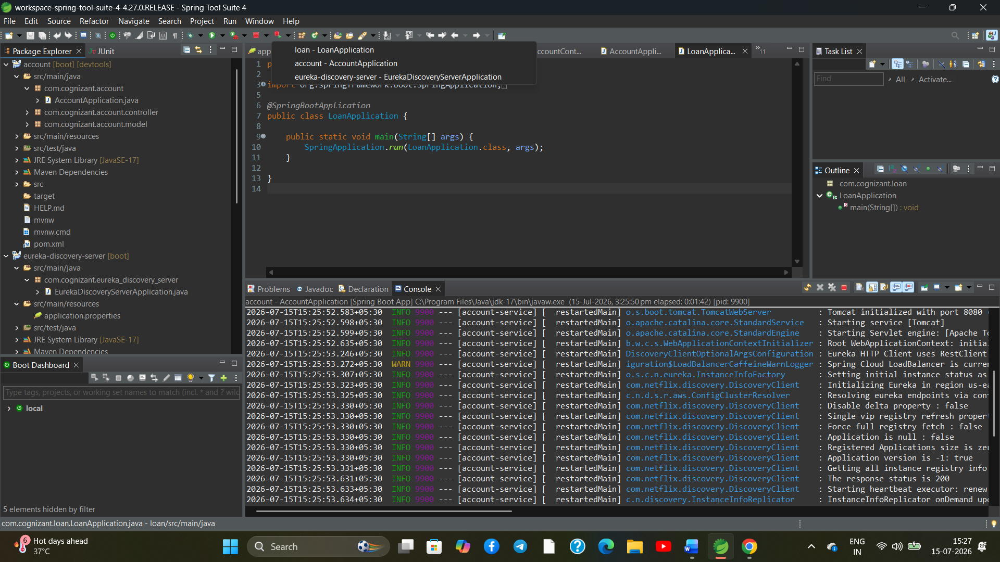 workspace-spring-tool-suite-4-4.27.0.RELEASE - Spring Tool Suite 4
File Edit Source Refactor Navigate Search Project Run Window Help
Package Explorer
JUnit
account [boot] [devtools]
src/main/java
com.cognizant.account
AccountApplication.java
com.cognizant.account.controller
com.cognizant.account.model
src/main/resources
src/test/java
JRE System Library [JavaSE-17]
Maven Dependencies
src
target
HELP.md
mvnw
mvnw.cmd
pom.xml
eureka-discovery-server [boot]
src/main/java
com.cognizant.eureka_discovery_server
EurekaDiscoveryServerApplication.java
src/main/resources
application.properties
src/test/java
JRE System Library [JavaSE-17]
Maven Dependencies
Boot Dashboard
Type tags, projects, or working set names to match (incl. * and ? wild
local
5 elements hidden by filter
app
loan - LoanApplication
account - AccountApplication
eureka-discovery-server - EurekaDiscoveryServerApplication
ccountCont...
AccountAppli...
LoanApplica...
11
1 p
2
3 import org.springframework.boot.SpringApplication;
5
6 @SpringBootApplication
7 public class LoanApplication {
8
9 public static void main(String[] args) {
10 SpringApplication.run(LoanApplication.class, args);
11 }
12
13 }
14
Task List
Find
All
Activate...
Outline
com.cognizant.loan
LoanApplication
main(String[]) : void
Problems Javadoc Declaration Console
account - AccountApplication [Spring Boot App] C:\Program Files\Java\jdk-17\bin\javaw.exe (15-Jul-2026, 3:25:50 pm elapsed: 0:01:42) [pid: 9900]
2026-07-15T15:25:52.583+05:30 INFO 9900 --- [account-service] [ restartedMain] o.s.boot.tomcat.TomcatWebServer : Tomcat initialized with port 8080
2026-07-15T15:25:52.598+05:30 INFO 9900 --- [account-service] [ restartedMain] o.apache.catalina.core.StandardService : Starting service [Tomcat]
2026-07-15T15:25:52.599+05:30 INFO 9900 --- [account-service] [ restartedMain] o.apache.catalina.core.StandardEngine : Starting Servlet engine: [Apache To
2026-07-15T15:25:52.635+05:30 INFO 9900 --- [account-service] [ restartedMain] b.w.c.s.WebApplicationContextInitializer : Root WebApplicationContext: initia
2026-07-15T15:25:53.246+05:30 INFO 9900 --- [account-service] [ restartedMain] DiscoveryClientOptionalArgsConfiguration : Eureka HTTP Client uses RestClient
2026-07-15T15:25:53.272+05:30 WARN 9900 --- [account-service] [ restartedMain] iguration$LoadBalancerCaffeineWarnLogger : Spring Cloud LoadBalancer is curren
2026-07-15T15:25:53.307+05:30 INFO 9900 --- [account-service] [ restartedMain] o.s.c.n.eureka.InstanceInfoFactory : Setting initial instance status as
2026-07-15T15:25:53.323+05:30 INFO 9900 --- [account-service] [ restartedMain] com.netflix.discovery.DiscoveryClient : Initializing Eureka in region us-ea
2026-07-15T15:25:53.325+05:30 INFO 9900 --- [account-service] [ restartedMain] c.n.d.s.r.aws.ConfigClusterResolver : Resolving eureka endpoints via con
2026-07-15T15:25:53.330+05:30 INFO 9900 --- [account-service] [ restartedMain] com.netflix.discovery.DiscoveryClient : Disable delta property : false
2026-07-15T15:25:53.330+05:30 INFO 9900 --- [account-service] [ restartedMain] com.netflix.discovery.DiscoveryClient : Single vip registry refresh proper
2026-07-15T15:25:53.330+05:30 INFO 9900 --- [account-service] [ restartedMain] com.netflix.discovery.DiscoveryClient : Force full registry fetch : false
2026-07-15T15:25:53.330+05:30 INFO 9900 --- [account-service] [ restartedMain] com.netflix.discovery.DiscoveryClient : Application is null : false
2026-07-15T15:25:53.330+05:30 INFO 9900 --- [account-service] [ restartedMain] com.netflix.discovery.DiscoveryClient : Registered Applications size is zer
2026-07-15T15:25:53.330+05:30 INFO 9900 --- [account-service] [ restartedMain] com.netflix.discovery.DiscoveryClient : Application version is -1: true
2026-07-15T15:25:53.331+05:30 INFO 9900 --- [account-service] [ restartedMain] com.netflix.discovery.DiscoveryClient : Getting all instance registry info
2026-07-15T15:25:53.631+05:30 INFO 9900 --- [account-service] [ restartedMain] com.netflix.discovery.DiscoveryClient : The response status is 200
2026-07-15T15:25:53.633+05:30 INFO 9900 --- [account-service] [ restartedMain] com.netflix.discovery.DiscoveryClient : Starting heartbeat executor: renew
2026-07-15T15:25:53.634+05:30 INFO 9900 --- [account-service] [ restartedMain] c.n.discovery.InstanceInfoReplicator : InstanceInfoReplicator onDemand upd
com.cognizant.loan.LoanApplication.java - loan/src/main/java
6
Hot days ahead
37°C
Search
ENG
IN
15:27
15-07-2026